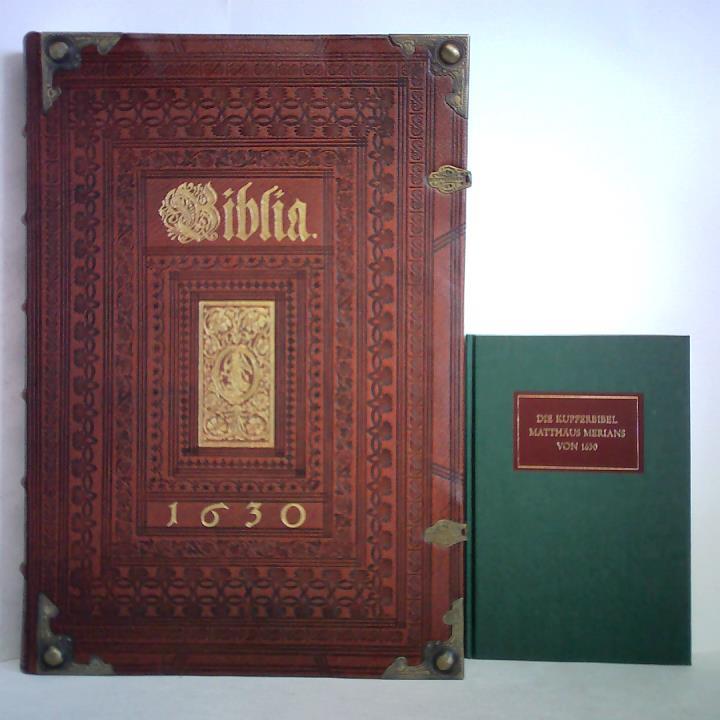 Biblia.
1630
DIE KUPFERBIBEL
MATTHÄUS MERIANS
VON 1630